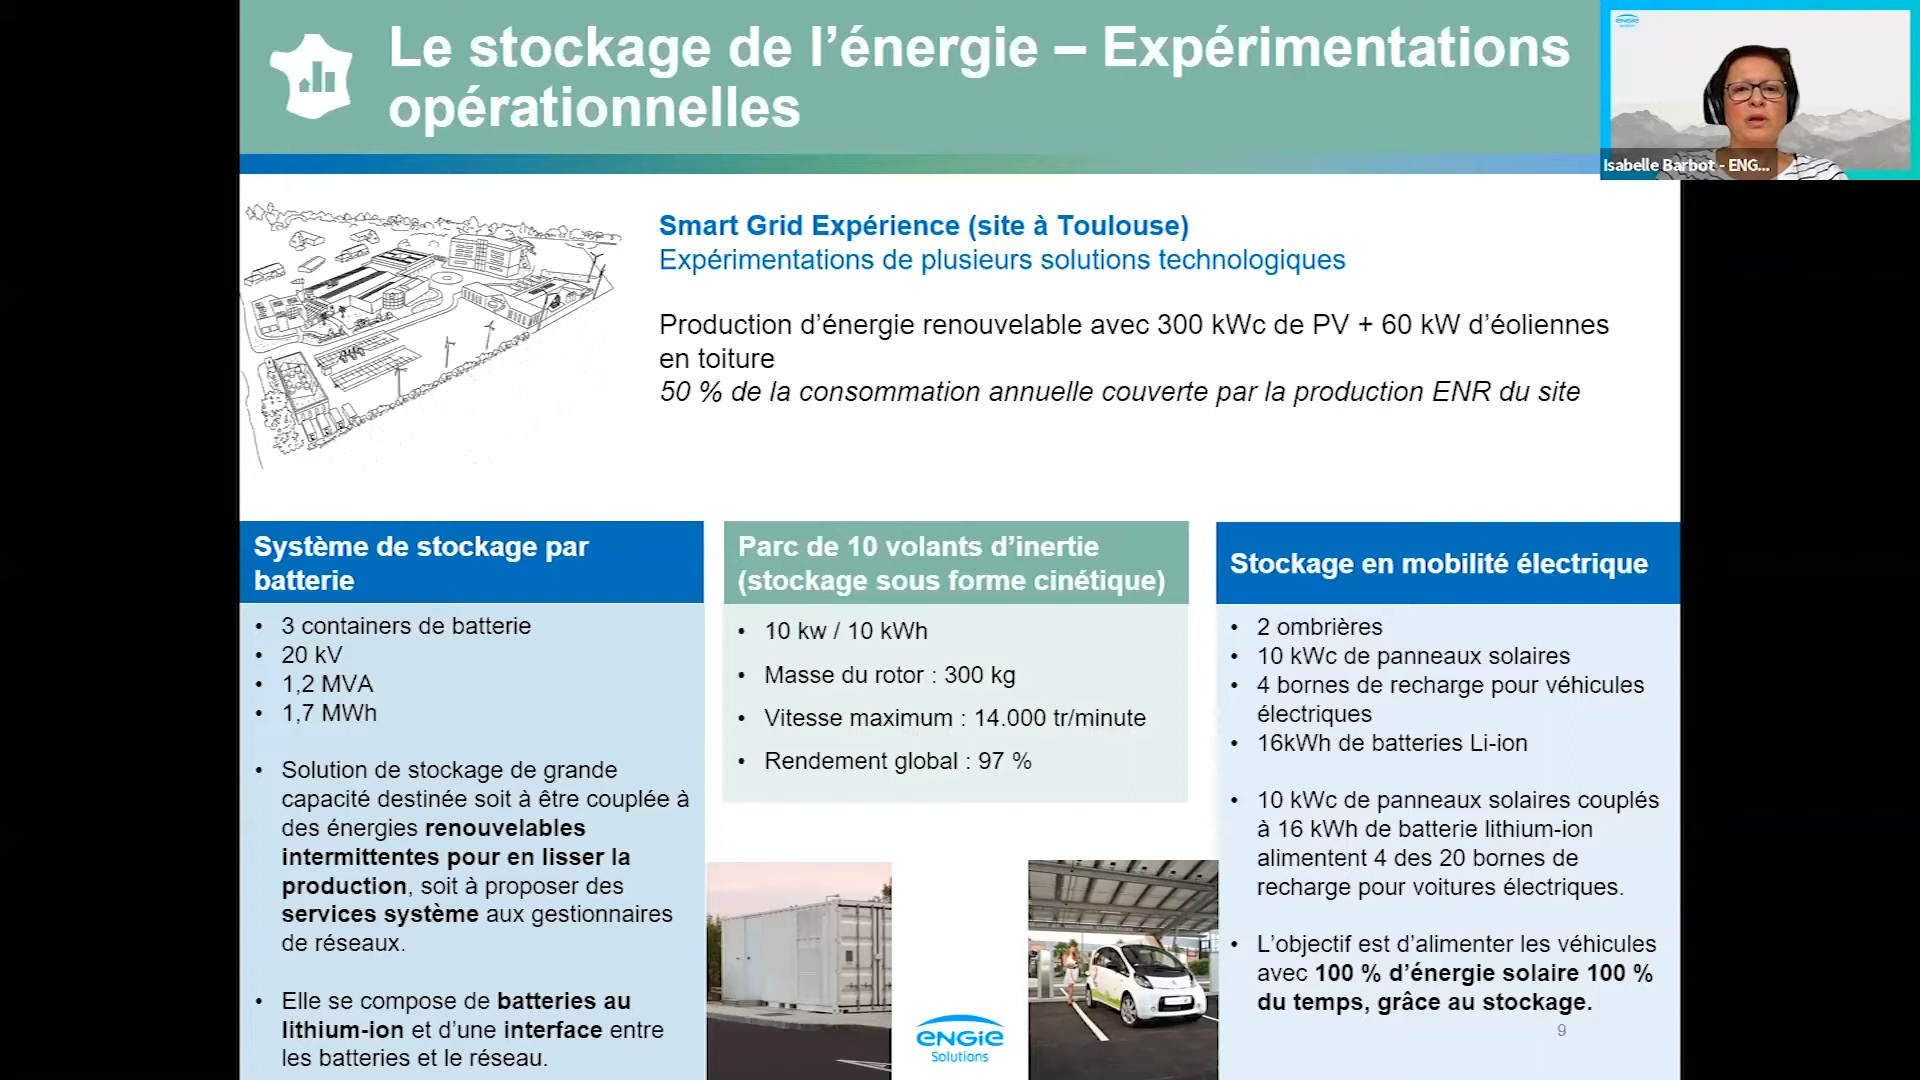 Le stockage de l’énergie – Expérimentations
opérationnelles
ENGIE
Isabelle Barbot - ENG...
Smart Grid Expérience (site à Toulouse)
Expérimentations de plusieurs solutions technologiques
Production d’énergie renouvelable avec 300 kWc de PV + 60 kW d’éoliennes
en toiture
50 % de la consommation annuelle couverte par la production ENR du site
Système de stockage par
batterie
• 3 containers de batterie
• 20 kV
• 1,2 MVA
• 1,7 MWh
• Solution de stockage de grande
capacité destinée soit à être couplée à
des énergies renouvelables
intermittentes pour en lisser la
production, soit à proposer des
services système aux gestionnaires
de réseaux.
• Elle se compose de batteries au
lithium-ion et d’une interface entre
les batteries et le réseau.
Parc de 10 volants d’inertie
(stockage sous forme cinétique)
• 10 kw / 10 kWh
• Masse du rotor : 300 kg
• Vitesse maximum : 14.000 tr/minute
• Rendement global : 97 %
ENGIE
Solutions
Stockage en mobilité électrique
• 2 ombrières
• 10 kWc de panneaux solaires
• 4 bornes de recharge pour véhicules
électriques
• 16kWh de batteries Li-ion
• 10 kWc de panneaux solaires couplés
à 16 kWh de batterie lithium-ion
alimentent 4 des 20 bornes de
recharge pour voitures électriques.
• L’objectif est d’alimenter les véhicules
avec 100 % d’énergie solaire 100 %
du temps, grâce au stockage.
9